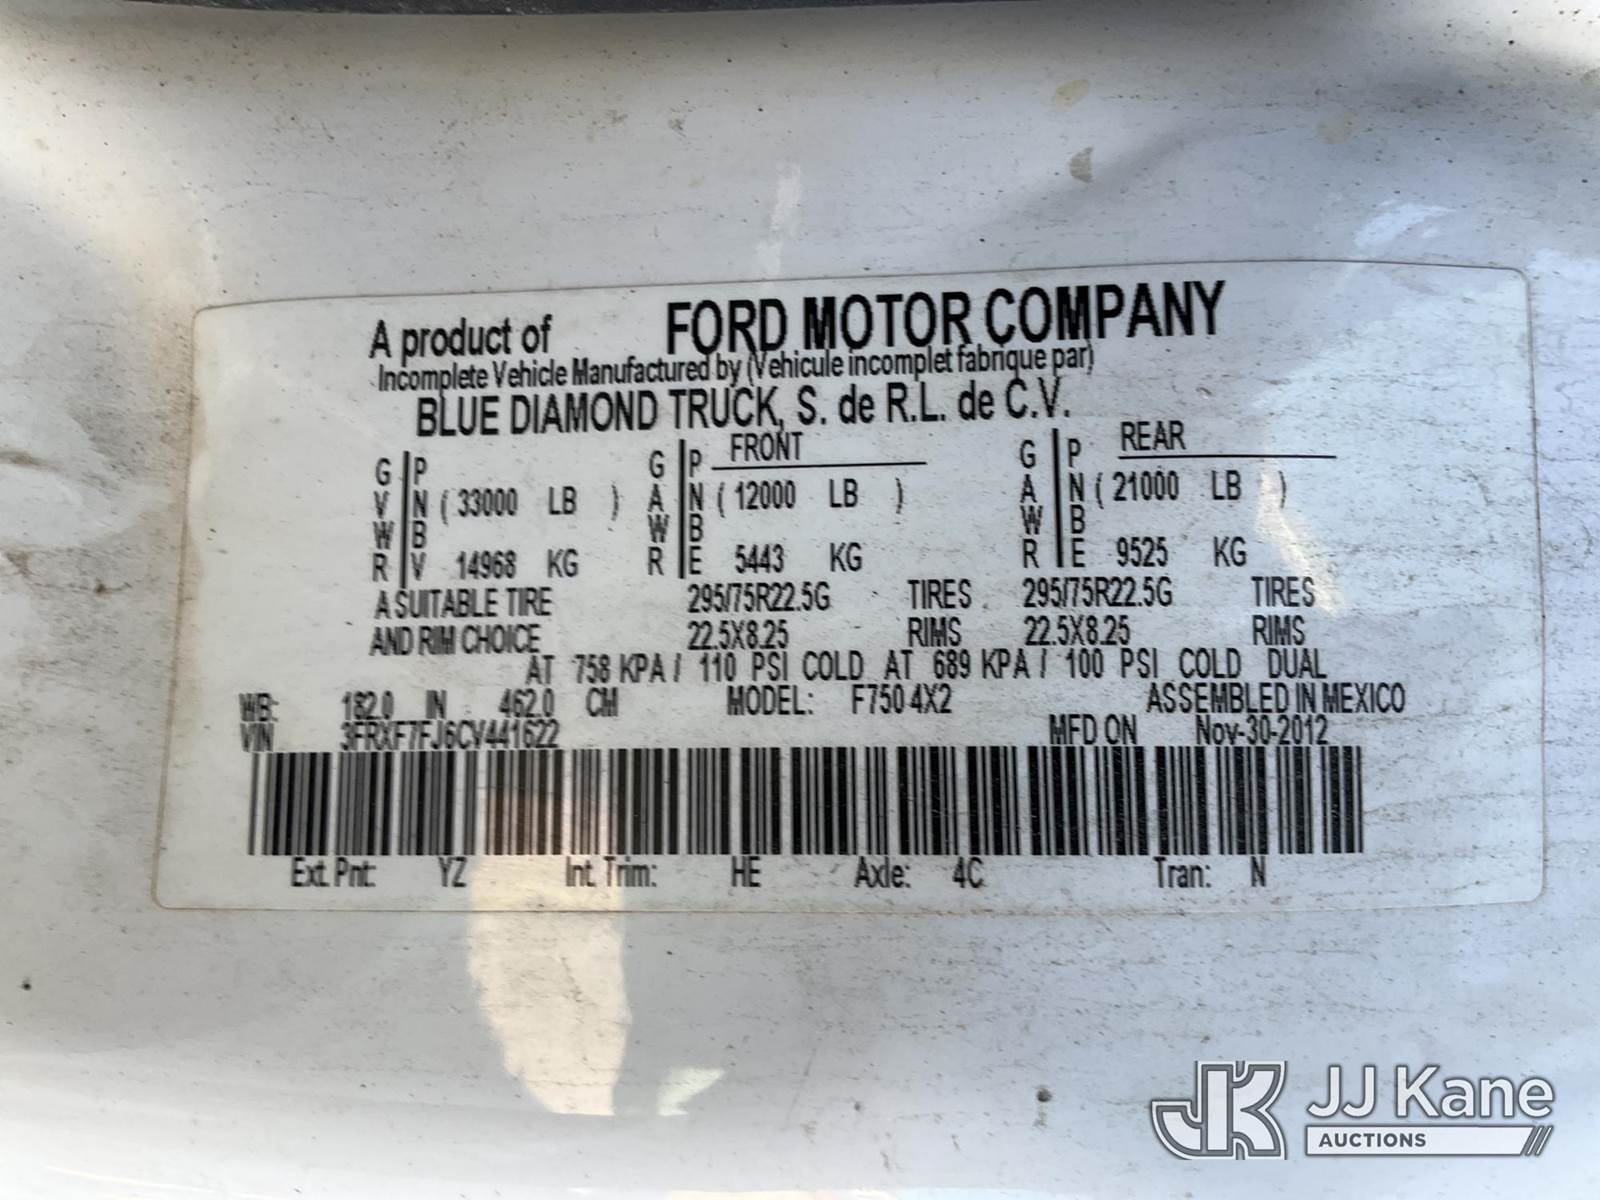 A product of FORD MOTOR COMPANY
Incomplete Vehicle Manufactured by (Vehicule incomplet fabrique par)
BLUE DIAMOND TRUCK, S. de R.L. de C.V.
G P G P FRONT G P REAR
V N ( 33000 LB ) A N ( 12000 LB ) A N ( 21000 LB )
W B W B W B
R V 14968 KG R E 5443 KG R E 9525 KG
A SUITABLE TIRE 295/75R22.5G TIRES 295/75R22.5G TIRES
AND RIM CHOICE 22.5X8.25 RIMS 22.5X8.25 RIMS
AT 758 KPA / 110 PSI COLD AT 689 KPA / 100 PSI COLD DUAL
WB: 182.0 IN 462.0 CM MODEL: F750 4X2 ASSEMBLED IN MEXICO
VIN 3FRXF7FJ6CV441622 MFD ON Nov-30-2012
Ext. Pnt: YZ Int. Trim: HE Axle: 4C Tran: N
JK JJ Kane
AUCTIONS